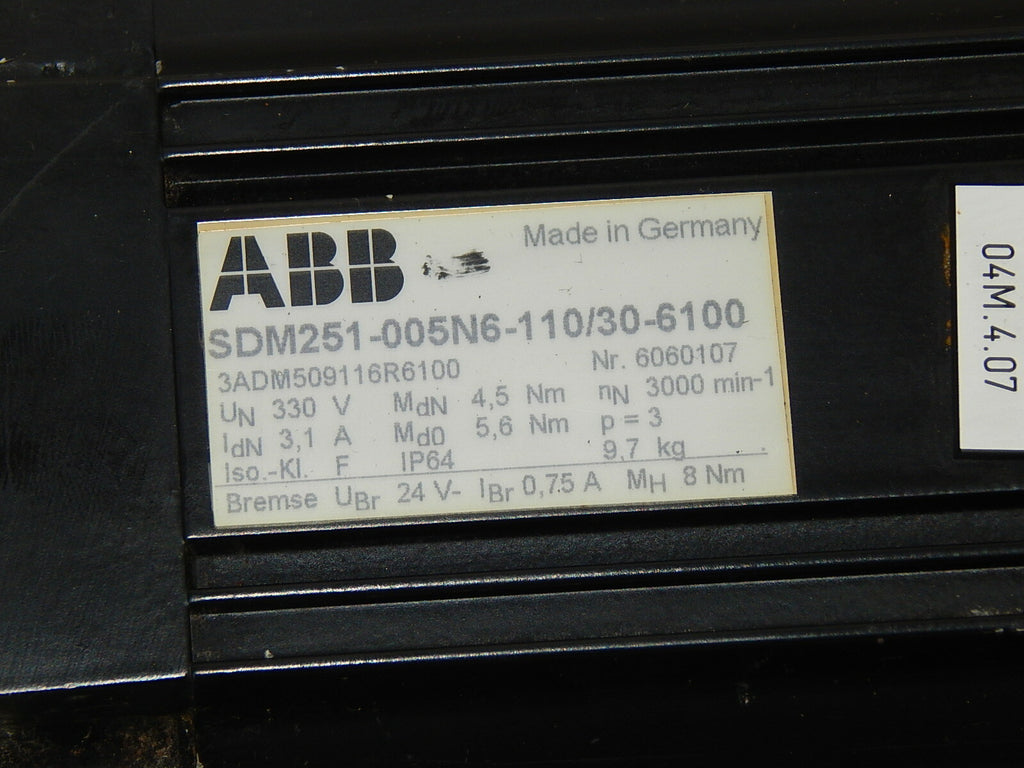 ABB Made in Germany
SDM251-005N6-110/30-6100
3ADM509116R6100 Nr. 6060107
UN 330 V MdN 4,5 Nm nN 3000 min-1
IdN 3,1 A Md0 5,6 Nm p = 3
Iso.-Kl. F IP64 9,7 kg
Bremse UBr 24 V- IBr 0,75 A MH 8 Nm
04M.4.07